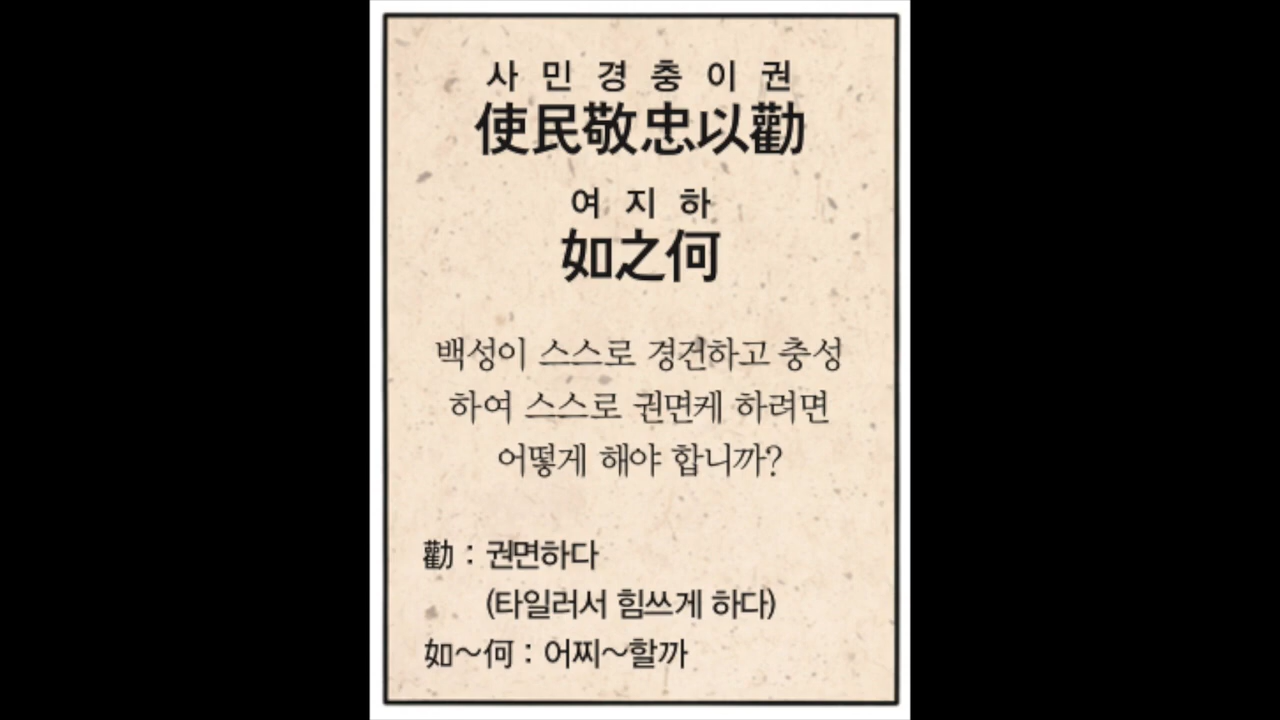 사 민 경 충 이 권
使民敬忠以勸
여 지 하
如之何
백성이 스스로 경건하고 충성
하여 스스로 권면케 하려면
어떻게 해야 합니까?
勸 : 권면하다
(타일러서 힘쓰게 하다)
如~何 : 어찌~할까